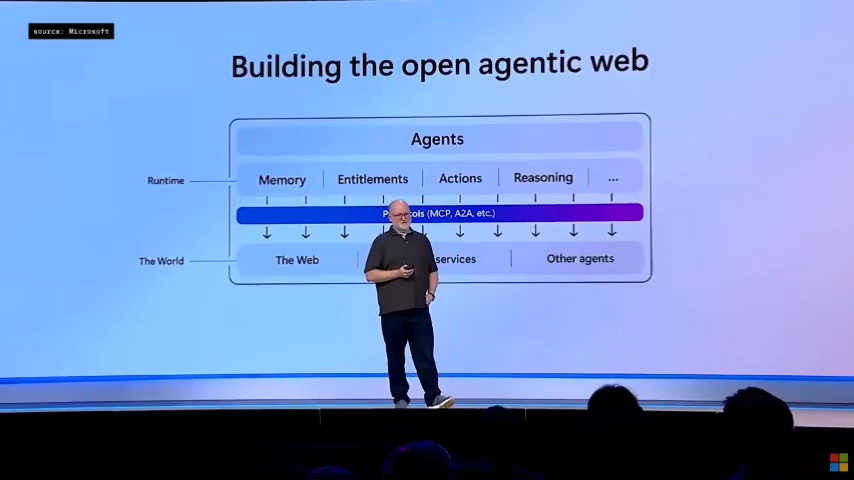 source: Microsoft
Building the open agentic web
Agents
Runtime
Memory
Entitlements
Actions
Reasoning
...
(MCP, A2A, etc.)
The World
The Web
services
Other agents